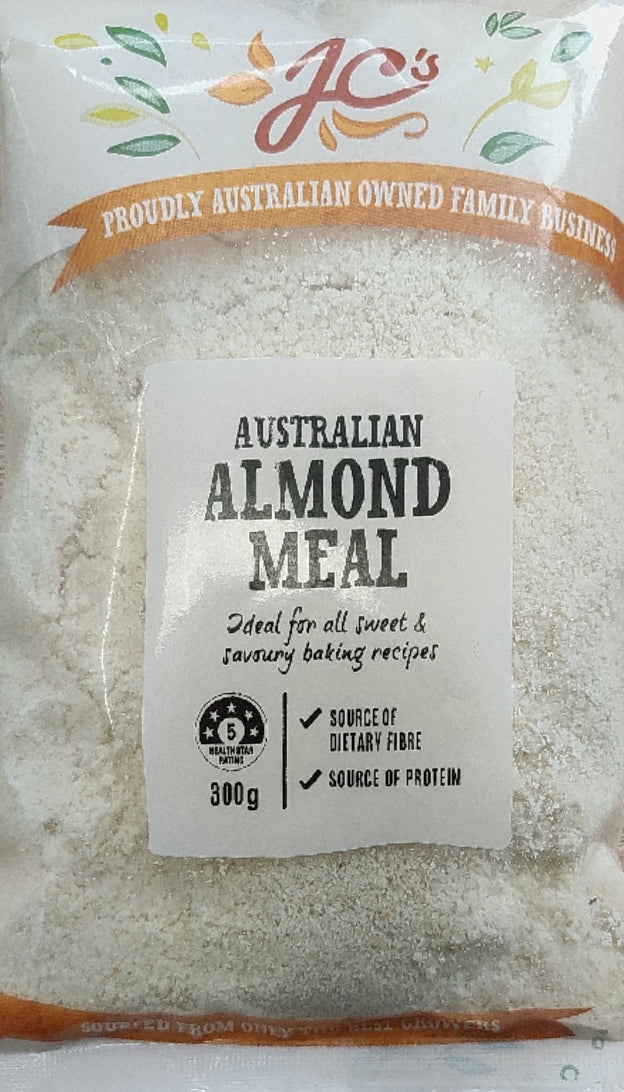 JC's
PROUDLY AUSTRALIAN OWNED FAMILY BUSINESS
AUSTRALIAN
ALMOND
MEAL
Ideal for all sweet &
savoury baking recipes
5
HEALTH STAR
RATING
300g
SOURCE OF
DIETARY FIBRE
SOURCE OF PROTEIN
SOURCED FROM ONLY THE BEST GROWERS